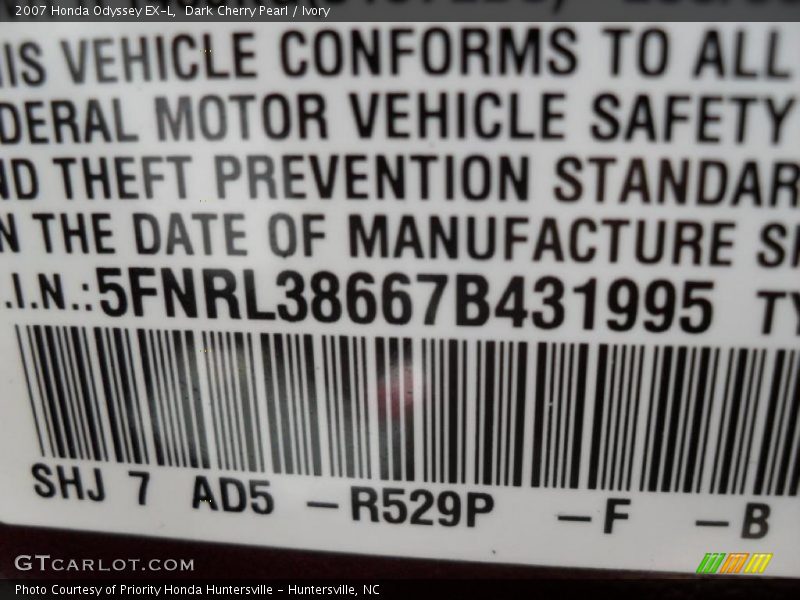 2007 Honda Odyssey EX-L, Dark Cherry Pearl / Ivory
IS VEHICLE CONFORMS TO ALL
DERAL MOTOR VEHICLE SAFETY
ND THEFT PREVENTION STANDAR
N THE DATE OF MANUFACTURE S
.I.N.:5FNRL38667B431995 TY
SHJ 7 AD5 -R529P -F -B
GTCARLOT.COM
Photo Courtesy of Priority Honda Huntersville - Huntersville, NC